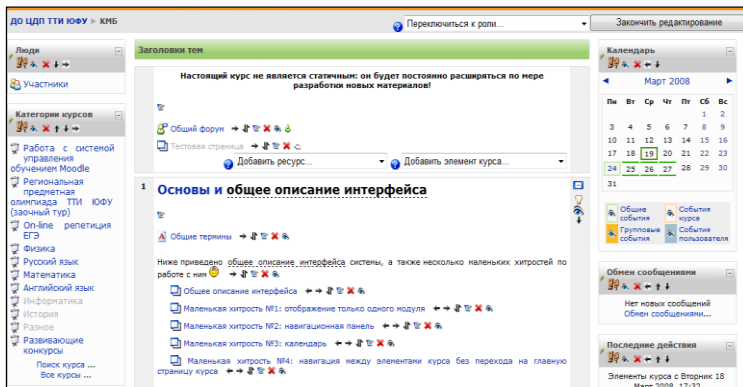 ДО ЦДП ТТИ ЮФУ ► КМБ
Переключиться к роли...
Закончить редактирование
Люди
Участники
Категории курсов
Работа с системой
управления
обучением Moodle
Региональная
предметная
олимпиада ТТИ ЮФУ
(заочный тур)
On-line репетиция
ЕГЭ
Физика
Русский язык
Математика
Английский язык
Информатика
История
Разное
Развивающие
конкурсы
Поиск курса ...
Все курсы ...
Заголовки тем
Настоящий курс не является статичным: он будет постоянно расширяться по мере
разработки новых материалов!
Общий форум
Тестовая страница
Добавить ресурс...
Добавить элемент курса...
1 Основы и общее описание интерфейса
Общие термины
Ниже приведено общее описание интерфейса системы, а также несколько маленьких хитростей по
работе с ним
Общее описание интерфейса
Маленькая хитрость №1: отображение только одного модуля
Маленькая хитрость №2: навигационная панель
Маленькая хитрость №3: календарь
Маленькая хитрость №4: навигация между элементами курса без перехода на главную
страницу курса
Календарь
◄ Март 2008 ►
Пн Вт Ср Чт Пт Сб Вс
1 2
3 4 5 6 7 8 9
10 11 12 13 14 15 16
17 18 19 20 21 22 23
24 25 26 27 28 29 30
31
Общие
события
События
курса
Групповые
события
События
пользователя
Обмен сообщениями
Нет новых сообщений
Обмен сообщениями...
Последние действия
Элементы курса с Вторник 18
Март 2008, 17:32